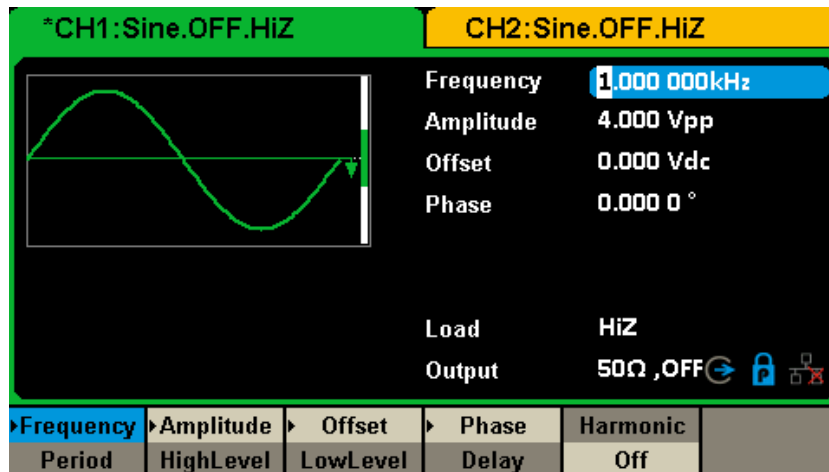 *CH1:Sine.OFF.HiZ CH2:Sine.OFF.HiZ
Frequency 1.000 000kHz
Amplitude 4.000 Vpp
Offset 0.000 Vdc
Phase 0.000 0 °
Load HiZ
Output 50Ω ,OFF P
Frequency Amplitude Offset Phase Harmonic
Period HighLevel LowLevel Delay Off